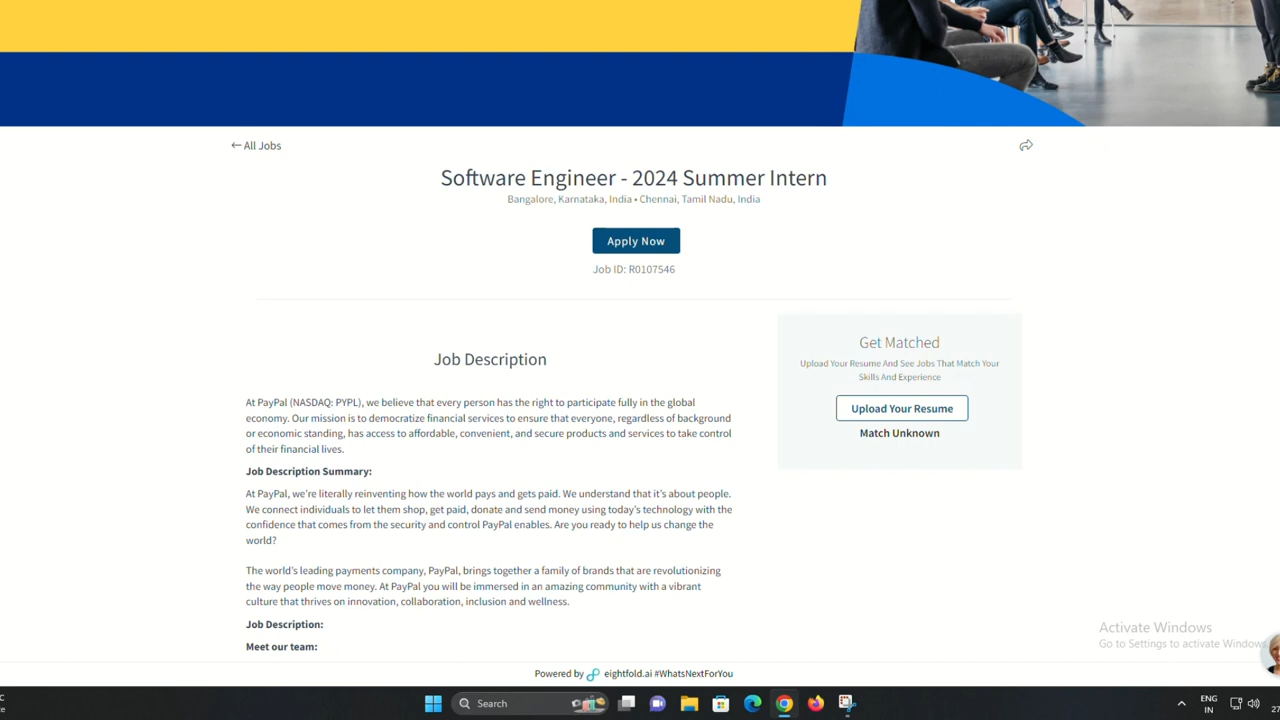 ← All Jobs
Software Engineer - 2024 Summer Intern
Bangalore, Karnataka, India • Chennai, Tamil Nadu, India
Apply Now
Job ID: R0107546
Job Description
At PayPal (NASDAQ: PYPL), we believe that every person has the right to participate fully in the global
economy. Our mission is to democratize financial services to ensure that everyone, regardless of background
or economic standing, has access to affordable, convenient, and secure products and services to take control
of their financial lives.
Job Description Summary:
At PayPal, we’re literally reinventing how the world pays and gets paid. We understand that it’s about people.
We connect individuals to let them shop, get paid, donate and send money using today’s technology with the
confidence that comes from the security and control PayPal enables. Are you ready to help us change the
world?
The world’s leading payments company, PayPal, brings together a family of brands that are revolutionizing
the way people move money. At PayPal you will be immersed in an amazing community with a vibrant
culture that thrives on innovation, collaboration, inclusion and wellness.
Job Description:
Meet our team:
Get Matched
Upload Your Resume And See Jobs That Match Your
Skills And Experience
Upload Your Resume
Match Unknown
Activate Windows
Go to Settings to activate Windows.
Powered by eightfold.ai #WhatsNextForYou
Search
ENG
IN
27